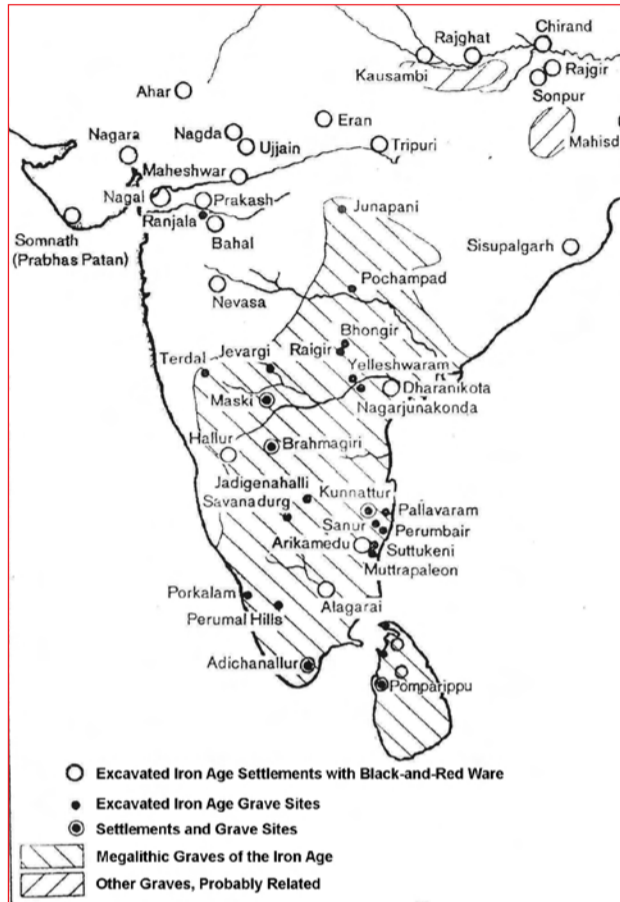 Chirand
Rajghat
Kausambi
Rajgir
Sonpur
Ahar
Eran
Nagda
Nagara
Ujjain
Tripuri
Mahisd
Maheshwar
Nagal
Prakash
Ranjala
Junapani
Bahal
Somnath
(Prabhas Patan)
Sisupalgarh
Pochampad
Nevasa
Bhongir
Raigir
Jevargi
Terdal
Yelleshwaram
Dharanikota
Maski
Nagarjunakonda
Hallur
Brahmagiri
Jadigenahalli
Kunnattur
Savanadurg
Pallavaram
Sanur
Perumbair
Arikamedu
Suttukeni
Muttrapaleon
Porkalam
Alagarai
Perumal Hills
Adichanallur
Pomparippu
Excavated Iron Age Settlements with Black-and-Red Ware
Excavated Iron Age Grave Sites
Settlements and Grave Sites
Megalithic Graves of the Iron Age
Other Graves, Probably Related